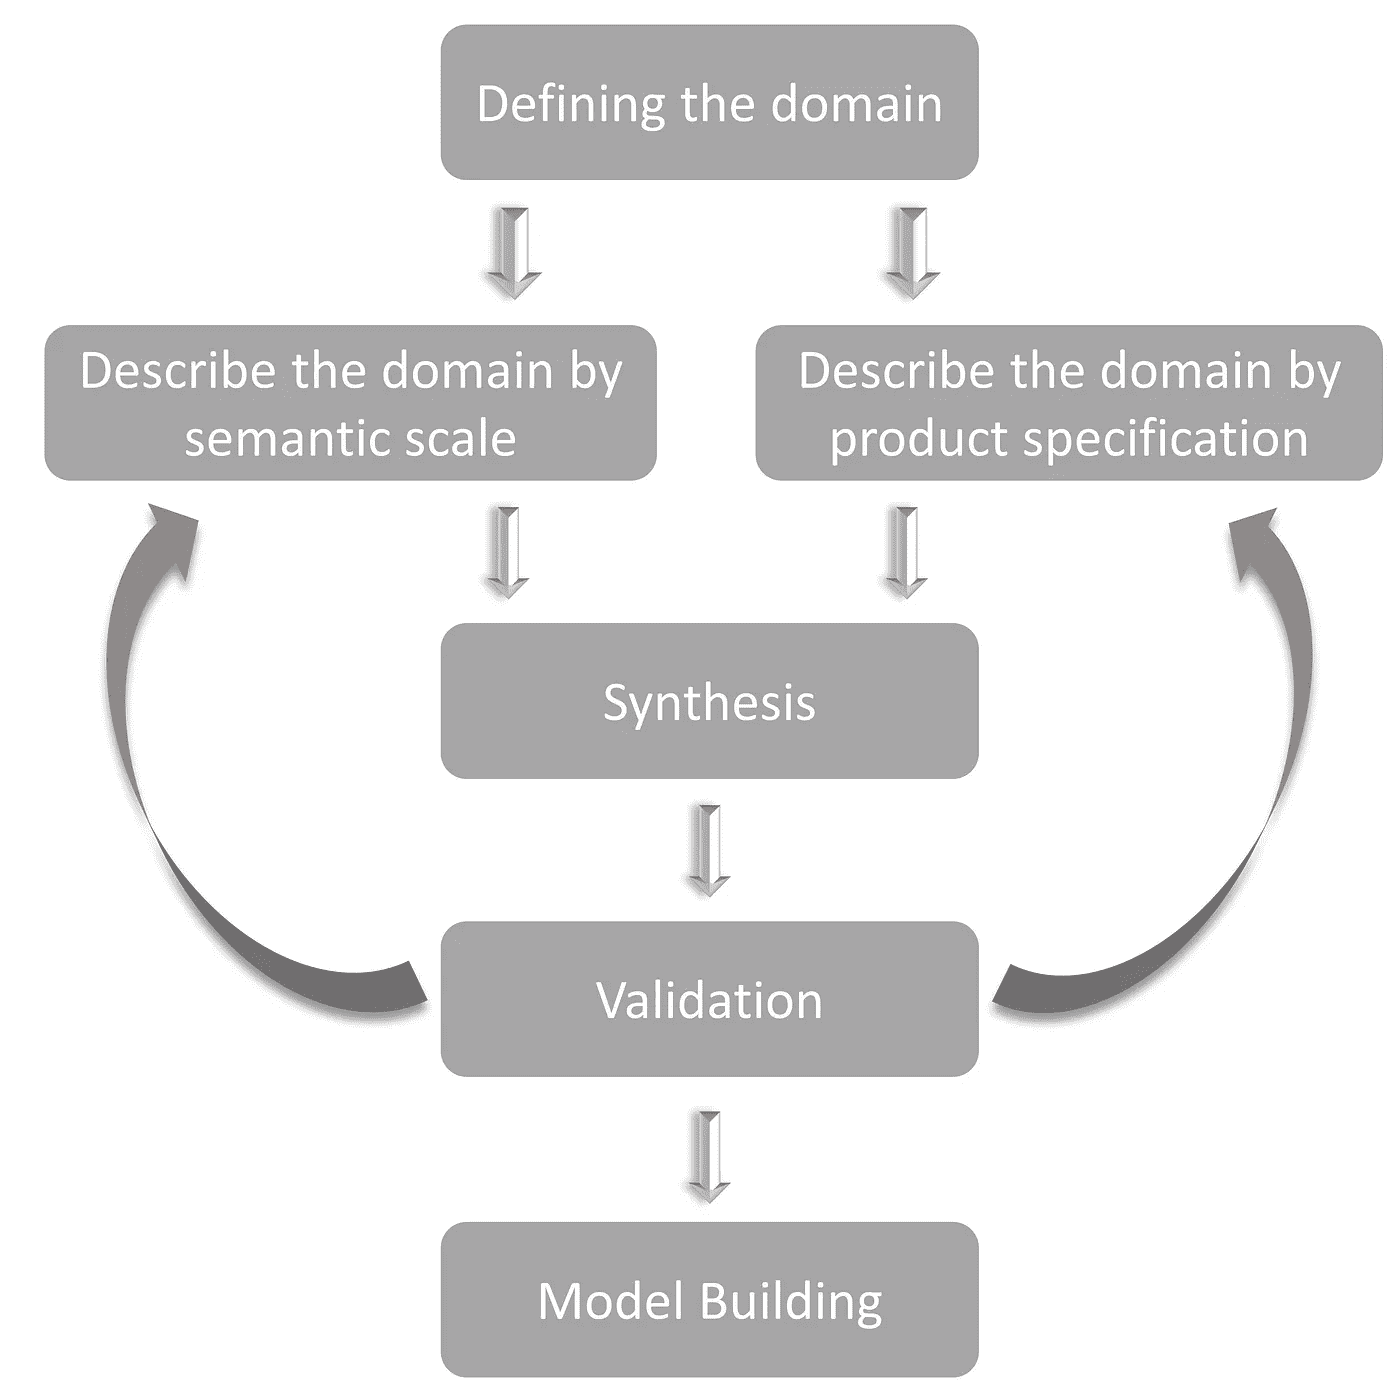 Defining the domain
Describe the domain by
semantic scale
Describe the domain by
product specification
Synthesis
Validation
Model Building